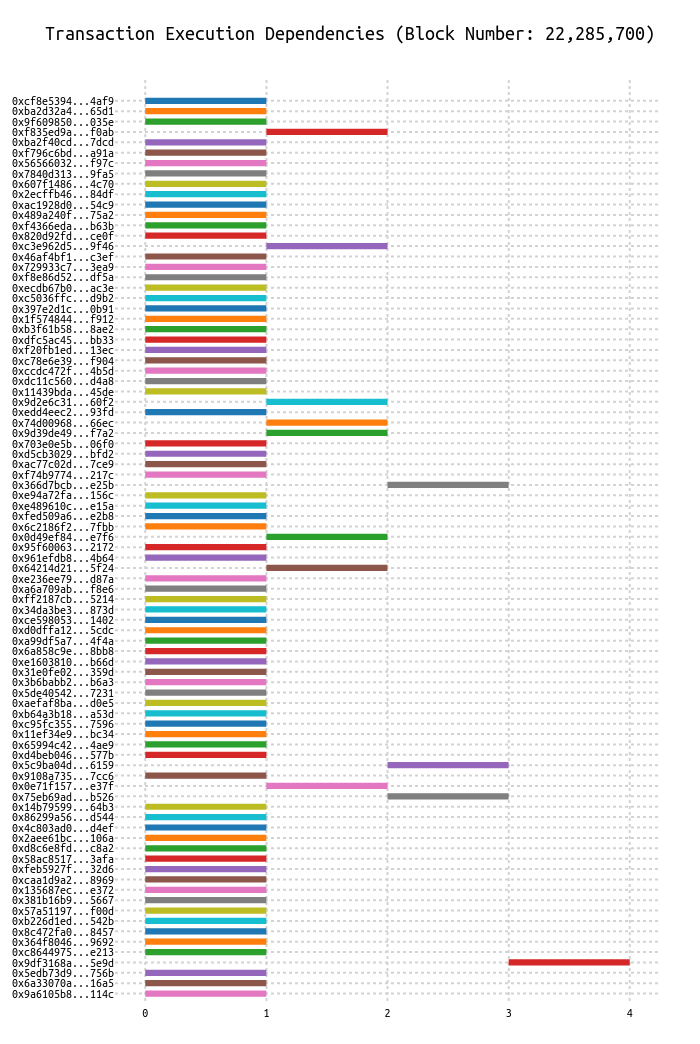 Transaction Execution Dependencies (Block Number: 22,285,700)
0xcf8e5394...4af9
0xba2d32a4...65d1
0x9f609850...035e
0xf835ed9a...f0ab
0xba2f40cd...7dcd
0xf796c6bd...a91a
0x56566032...f97c
0x7840d313...9fa5
0x607f1486...4c70
0x2ecffb46...84df
0xac1928d0...54c9
0x489a240f...75a2
0xf4366eda...b63b
0x820d92fd...ce0f
0xc3e962d5...9f46
0x46af4bf1...c3ef
0x729933c7...3ea9
0xf8e86d52...df5a
0xecdb67b0...ac3e
0xc5036ffc...d9b2
0x397e2d1c...0b91
0x1f574844...f912
0xb3f61b58...8ae2
0xdfc5ac45...bb33
0xf20fb1ed...13ec
0xc78e6e39...f904
0xccdc472f...4b5d
0xdc11c560...d4a8
0x11439bda...45de
0x9d2e6c31...60f2
0xedd4eec2...93fd
0x74d00968...66ec
0x9d39de49...f7a2
0x703e0e5b...06f0
0xd5cb3029...bfd2
0xac77c02d...7ce9
0xf74b9774...217c
0x366d7bcb...e25b
0xe94a72fa...156c
0xe489610c...e15a
0xfed509a6...e2b8
0x6c2186f2...7fbb
0x0d49ef84...e7f6
0x95f60063...2172
0x961efdb8...4b64
0x64214d21...5f24
0xe236ee79...d87a
0xa6a709ab...f8e6
0xff2187cb...5214
0x34da3be3...873d
0xce598053...1402
0xd0dffa12...5cdc
0xa99df5a7...4f4a
0x6a858c9e...8bb8
0xe1603810...b66d
0x31e0fe02...359d
0x3b6babb2...b6a3
0x5de40542...7231
0xaefaf8ba...d0e5
0xb64a3b18...a53d
0xc95fc355...7596
0x11ef34e9...bc34
0x65994c42...4ae9
0xd4beb046...577b
0x5c9ba04d...6159
0x9108a735...7cc6
0x0e71f157...e37f
0x75eb69ad...b526
0x14b79599...64b3
0x86299a56...d544
0x4c803ad0...d4ef
0x2aee61bc...106a
0xd8c6e8fd...c8a2
0x58ac8517...3afa
0xfeb5927f...32d6
0xcaa1d9a2...8969
0x135687ec...e372
0x381b16b9...5667
0x57a51197...f00d
0xb226d1ed...542b
0x8c472fa0...8457
0x364f8046...9692
0xc8644975...e213
0x9df3168a...5e9d
0x5edb73d9...756b
0x6a33070a...16a5
0x9a6105b8...114c
0 1 2 3 4